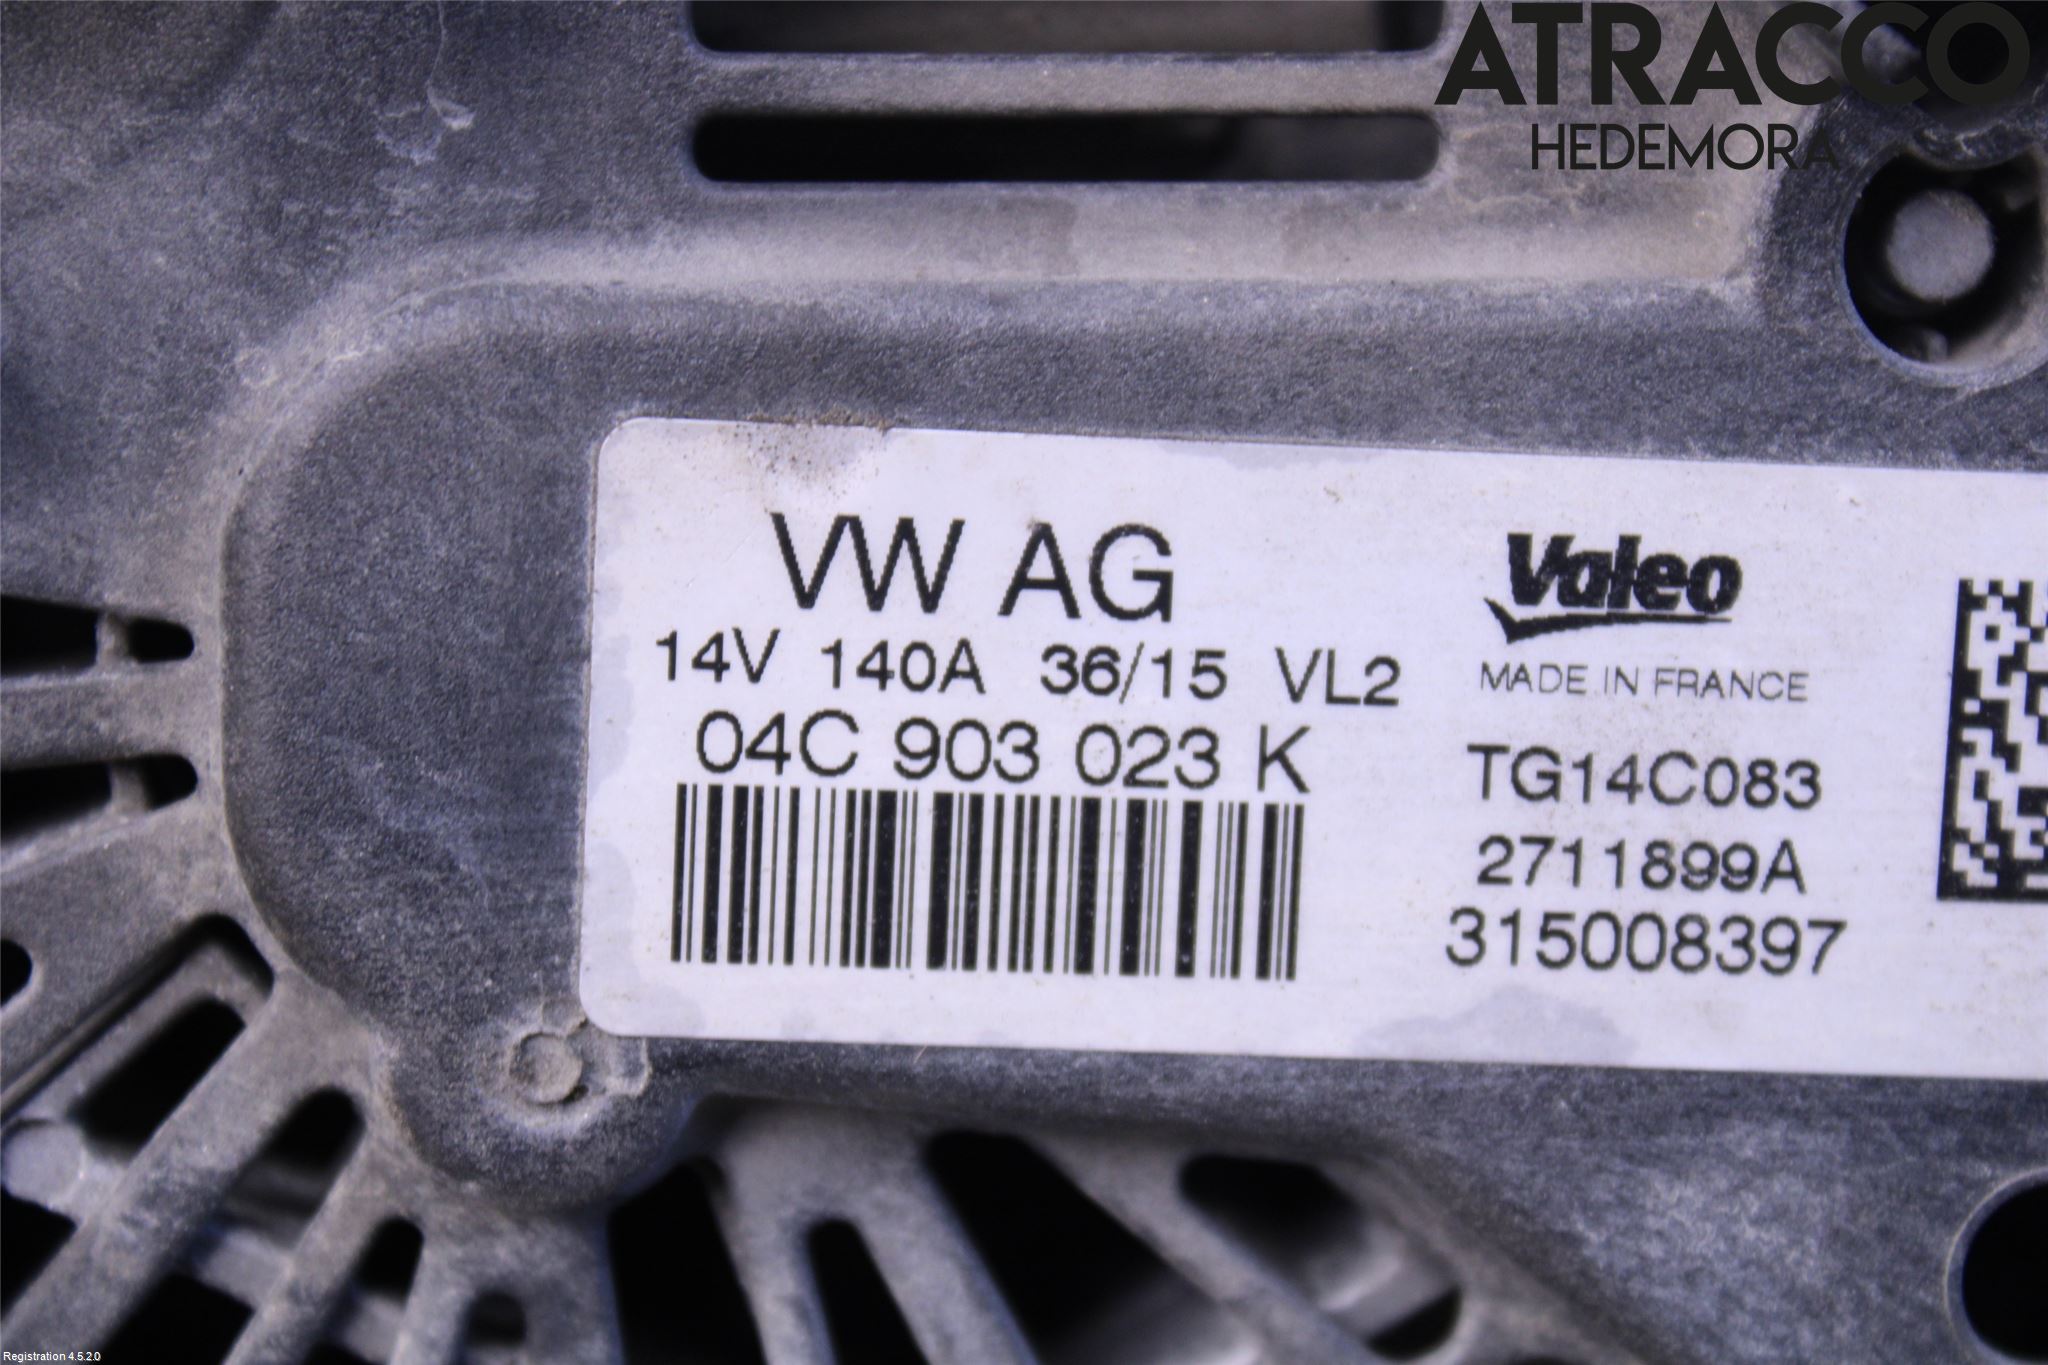 ATRACCO
HEDEMORA
VW AG
14V 140A 36/15 VL2
04C 903 023 K
Valeo
MADE IN FRANCE
TG14C083
2711899A
315008397
Registration 4.5.2.0